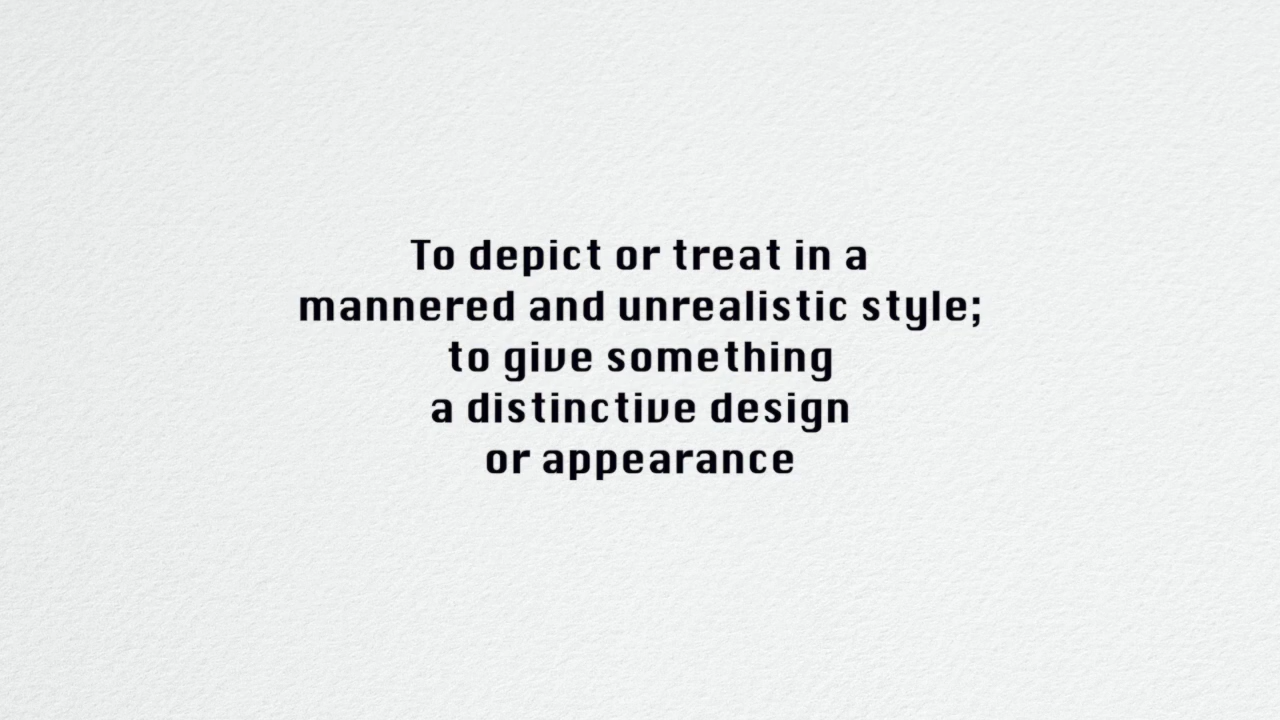 To depict or treat in a
mannered and unrealistic style;
to give something
a distinctive design
or appearance